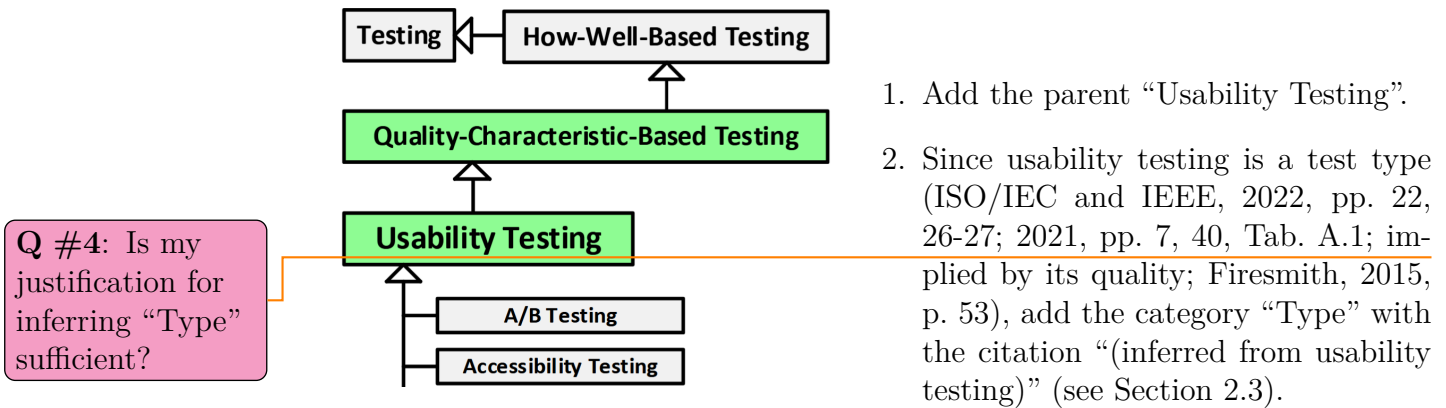 Testing
How-Well-Based Testing
Quality-Characteristic-Based Testing
Usability Testing
A/B Testing
Accessibility Testing
Q #4: Is my
justification for
inferring “Type”
sufficient?
1. Add the parent “Usability Testing”.
2. Since usability testing is a test type
(ISO/IEC and IEEE, 2022, pp. 22,
26-27; 2021, pp. 7, 40, Tab. A.1; im-
plied by its quality; Firesmith, 2015,
p. 53), add the category “Type” with
the citation “(inferred from usability
testing)” (see Section 2.3).